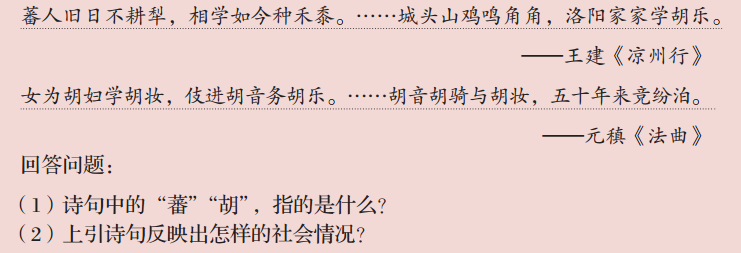 蕃人旧日不耕犁，相学如今种禾黍。……城头山鸡鸣角角，洛阳家家学胡乐。
——王建《凉州行》
女为胡妇学胡妆，伎进胡音务胡乐。……胡音胡骑与胡妆，五十年来竞纷泊。
——元稹《法曲》
回答问题：
（1）诗句中的“蕃”“胡”，指的是什么？
（2）上引诗句反映出怎样的社会情况？